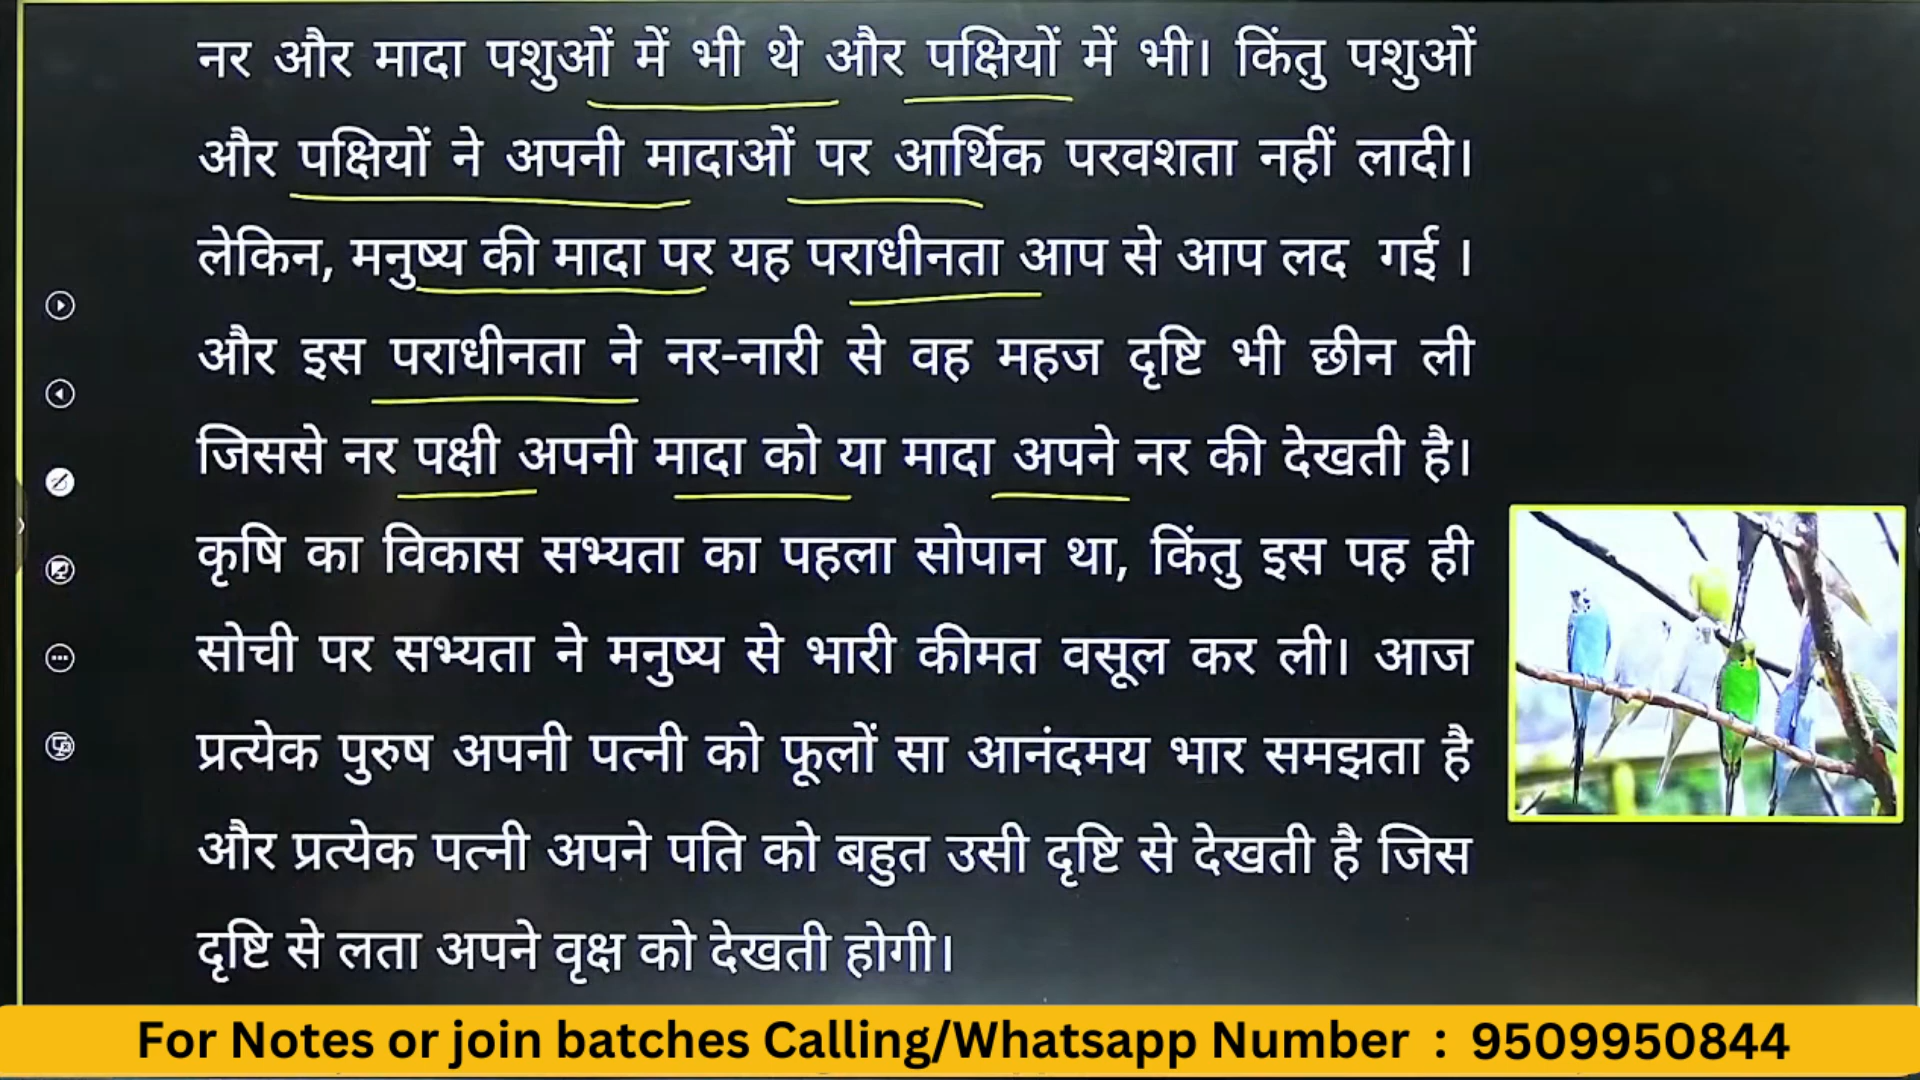 नर और मादा पशुओं में भी थे और पक्षियों में भी। किंतु पशुओं
और पक्षियों ने अपनी मादाओं पर आर्थिक परवशता नहीं लादी।
लेकिन, मनुष्य की मादा पर यह पराधीनता आप से आप लद गई ।
और इस पराधीनता ने नर-नारी से वह महज दृष्टि भी छीन ली
जिससे नर पक्षी अपनी मादा को या मादा अपने नर की देखती है।
कृषि का विकास सभ्यता का पहला सोपान था, किंतु इस पह ही
सोची पर सभ्यता ने मनुष्य से भारी कीमत वसूल कर ली। आज
प्रत्येक पुरुष अपनी पत्नी को फूलों सा आनंदमय भार समझता है
और प्रत्येक पत्नी अपने पति को बहुत उसी दृष्टि से देखती है जिस
दृष्टि से लता अपने वृक्ष को देखती होगी।
For Notes or join batches Calling/Whatsapp Number : 9509950844